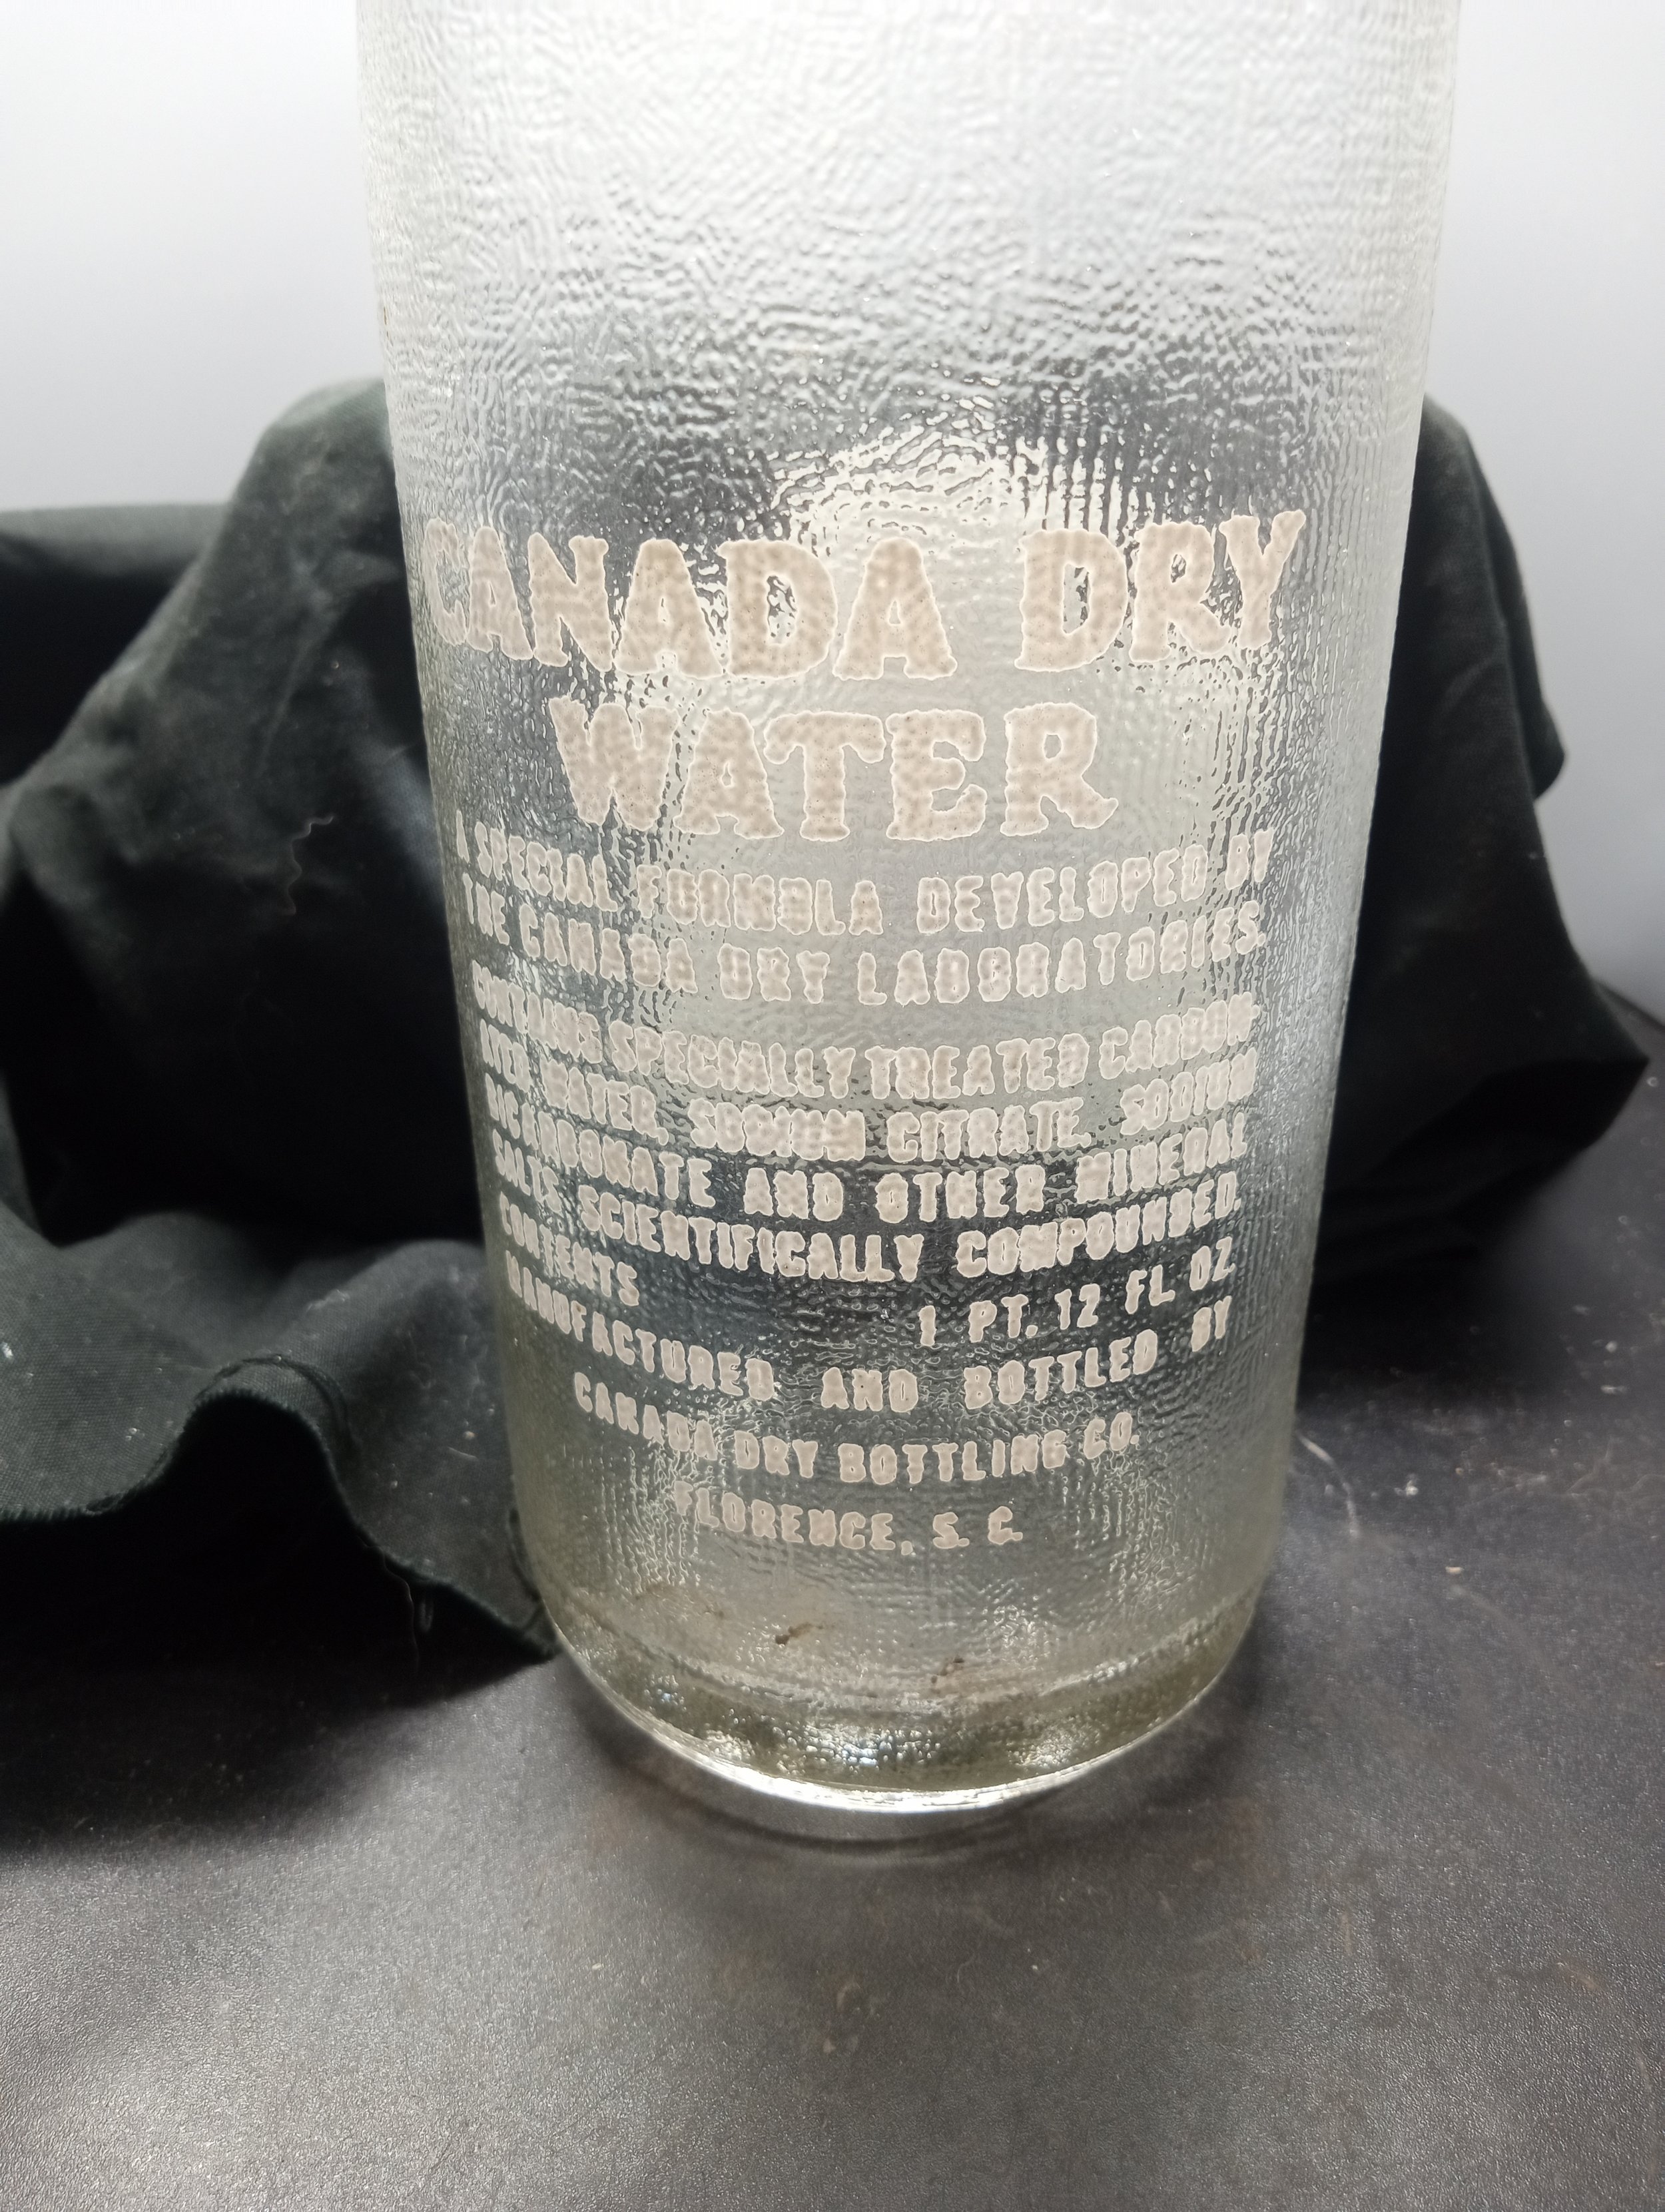 CANADA DRY
WATER
A SPECIAL FORMULA DEVELOPED BY
THE CANADA DRY LABORATORIES.
CONTAINS SPECIALLY TREATED CARBON-
ATED WATER, SODIUM CITRATE, SODIUM
BICARBONATE AND OTHER MINERAL
SALTS SCIENTIFICALLY COMPOUNDED.
CONTENTS 1 PT. 12 FL. OZ.
MANUFACTURED AND BOTTLED BY
CANADA DRY BOTTLING CO.
FLORENCE, S. C.